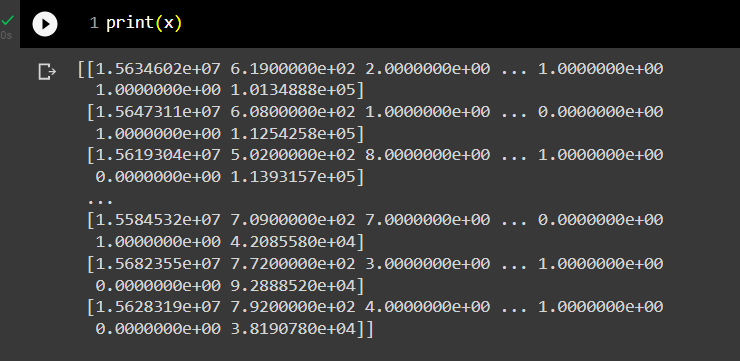 0s
1 print(x)
[[1.5634602e+07 6.1900000e+02 2.0000000e+00 ... 1.0000000e+00
1.0000000e+00 1.0134888e+05]
[1.5647311e+07 6.0800000e+02 1.0000000e+00 ... 0.0000000e+00
1.0000000e+00 1.1254258e+05]
[1.5619304e+07 5.0200000e+02 8.0000000e+00 ... 1.0000000e+00
0.0000000e+00 1.1393157e+05]
...
[1.5584532e+07 7.0900000e+02 7.0000000e+00 ... 0.0000000e+00
1.0000000e+00 4.2085580e+04]
[1.5682355e+07 7.7200000e+02 3.0000000e+00 ... 1.0000000e+00
0.0000000e+00 9.2888520e+04]
[1.5628319e+07 7.9200000e+02 4.0000000e+00 ... 1.0000000e+00
0.0000000e+00 3.8190780e+04]]